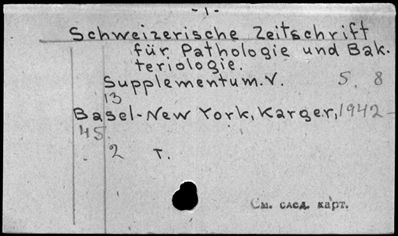 -1-
Schweizerische Zeitschrift
für Pathologie und Bak-
teriologie.
Supplementum.V. 5. 8
13
Basel-New York, Karger, 1942-
45.
2 т.
См. след. карт.